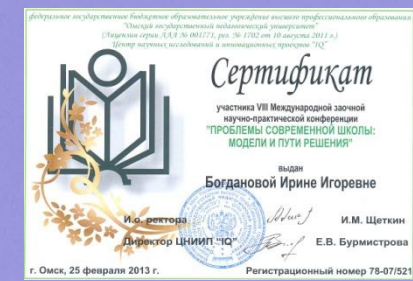 федеральное государственное бюджетное образовательное учреждение высшего профессионального образования
"Омский государственный педагогический университет"
(Лицензия серия ААА № 001771, рег. № 1702 от 10 августа 2011 г.)
Центр научных исследований и инновационных проектов "IQ"
Сертификат
участника VIII Международной заочной
научно-практической конференции
"ПРОБЛЕМЫ СОВРЕМЕННОЙ ШКОЛЫ:
МОДЕЛИ И ПУТИ РЕШЕНИЯ"
выдан
Богдановой Ирине Игоревне
И.о. ректора И.М. Щеткин
Директор ЦНИИП "IQ" Е.В. Бурмистрова
г. Омск, 25 февраля 2013 г. Регистрационный номер 78-07/521